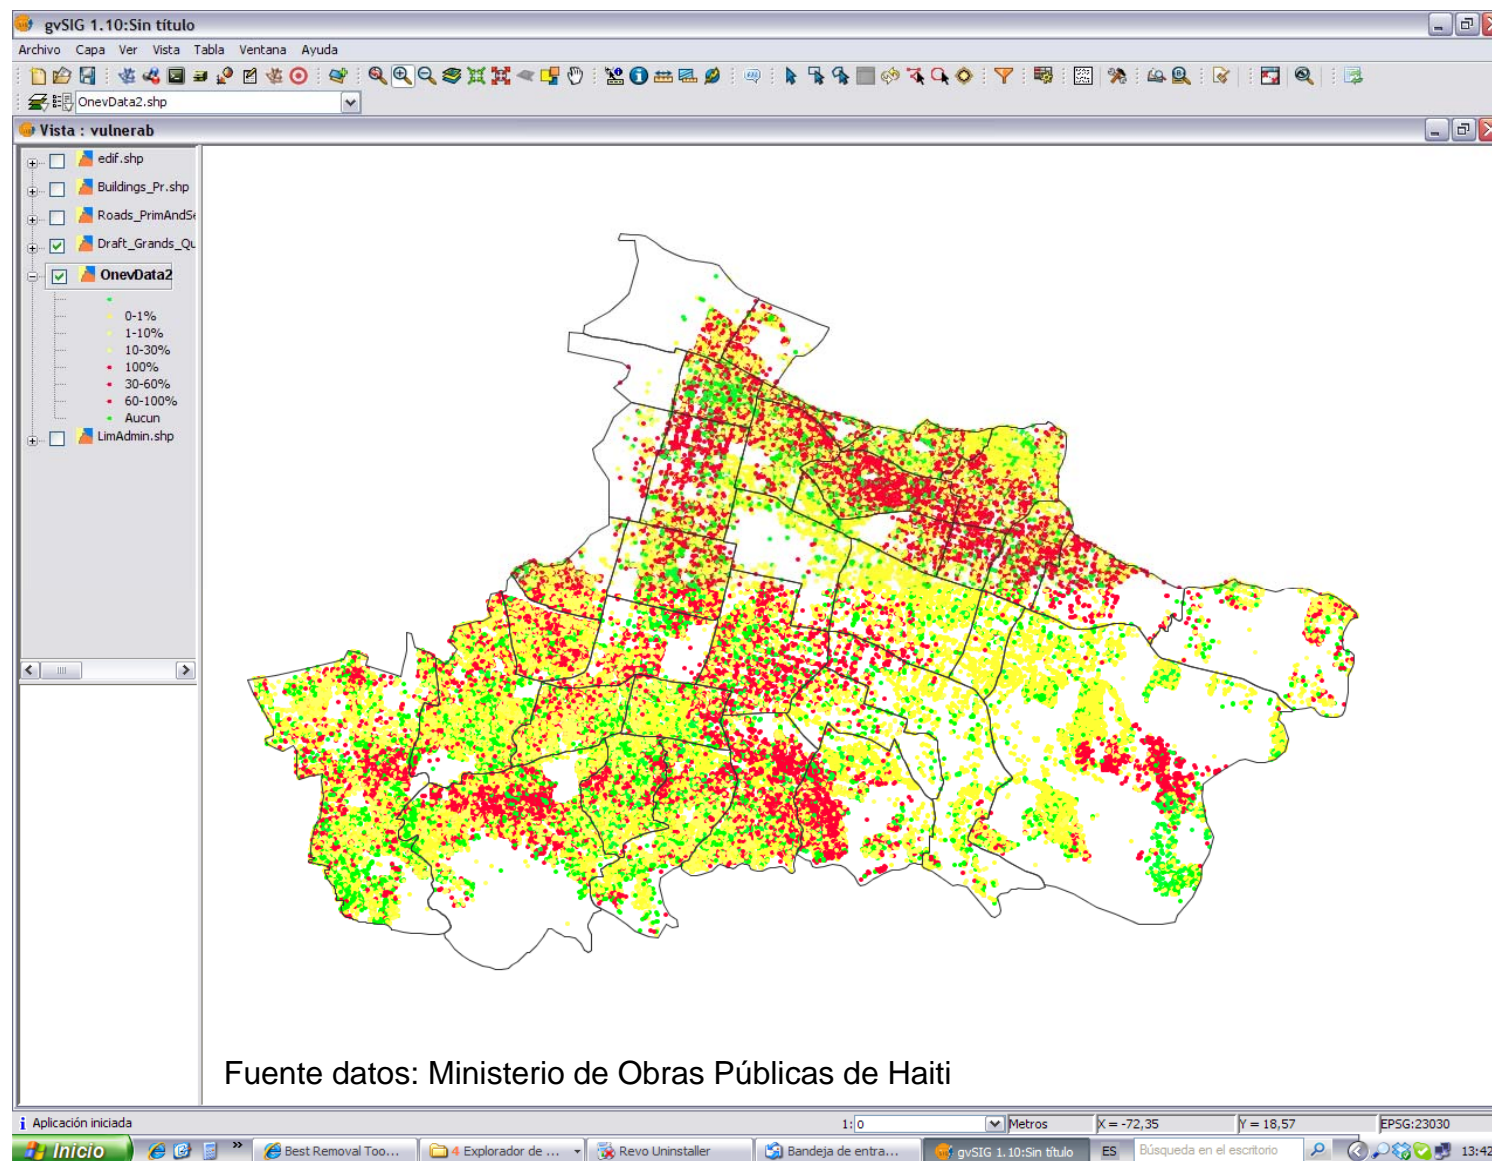 gvSIG 1.10:Sin título
Archivo Capa Ver Vista Tabla Ventana Ayuda
OnevData2.shp
Vista : vulnerab
edif.shp
Buildings_Pr.shp
Roads_PrimAndSe
Draft_Grands_Qu
OnevData2
0-1%
1-10%
10-30%
100%
30-60%
60-100%
Aucun
LimAdmin.shp
Fuente datos: Ministerio de Obras Públicas de Haiti
Aplicación iniciada
1: 0
Metros
X = -72,35
Y = 18,57
EPSG:23030
Inicio
Best Removal Too...
4 Explorador de ...
Revo Uninstaller
Bandeja de entra...
gvSIG 1.10:Sin título
ES
Búsqueda en el escritorio
13:42